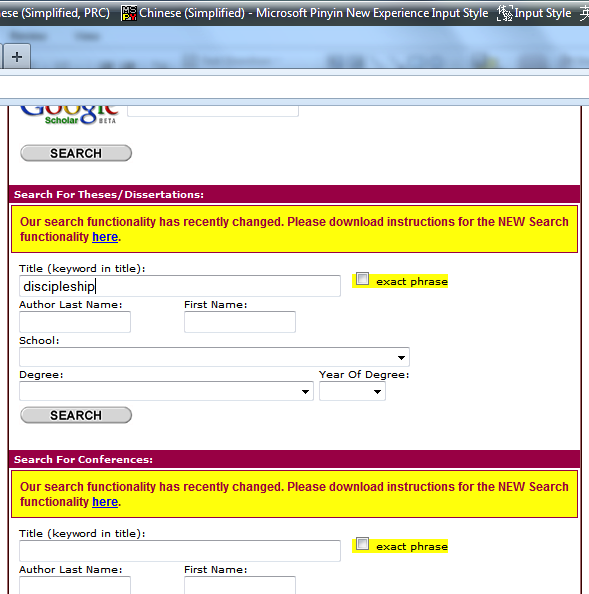 ese (Simplified, PRC) Chinese (Simplified) - Microsoft Pinyin New Experience Input Style Input Style 英
+
Google
Scholar BETA
SEARCH
Search For Theses/Dissertations:
Our search functionality has recently changed. Please download instructions for the NEW Search
functionality here.
Title (keyword in title):
discipleship
exact phrase
Author Last Name: First Name:
School:
Degree: Year Of Degree:
SEARCH
Search For Conferences:
Our search functionality has recently changed. Please download instructions for the NEW Search
functionality here.
Title (keyword in title):
exact phrase
Author Last Name: First Name: